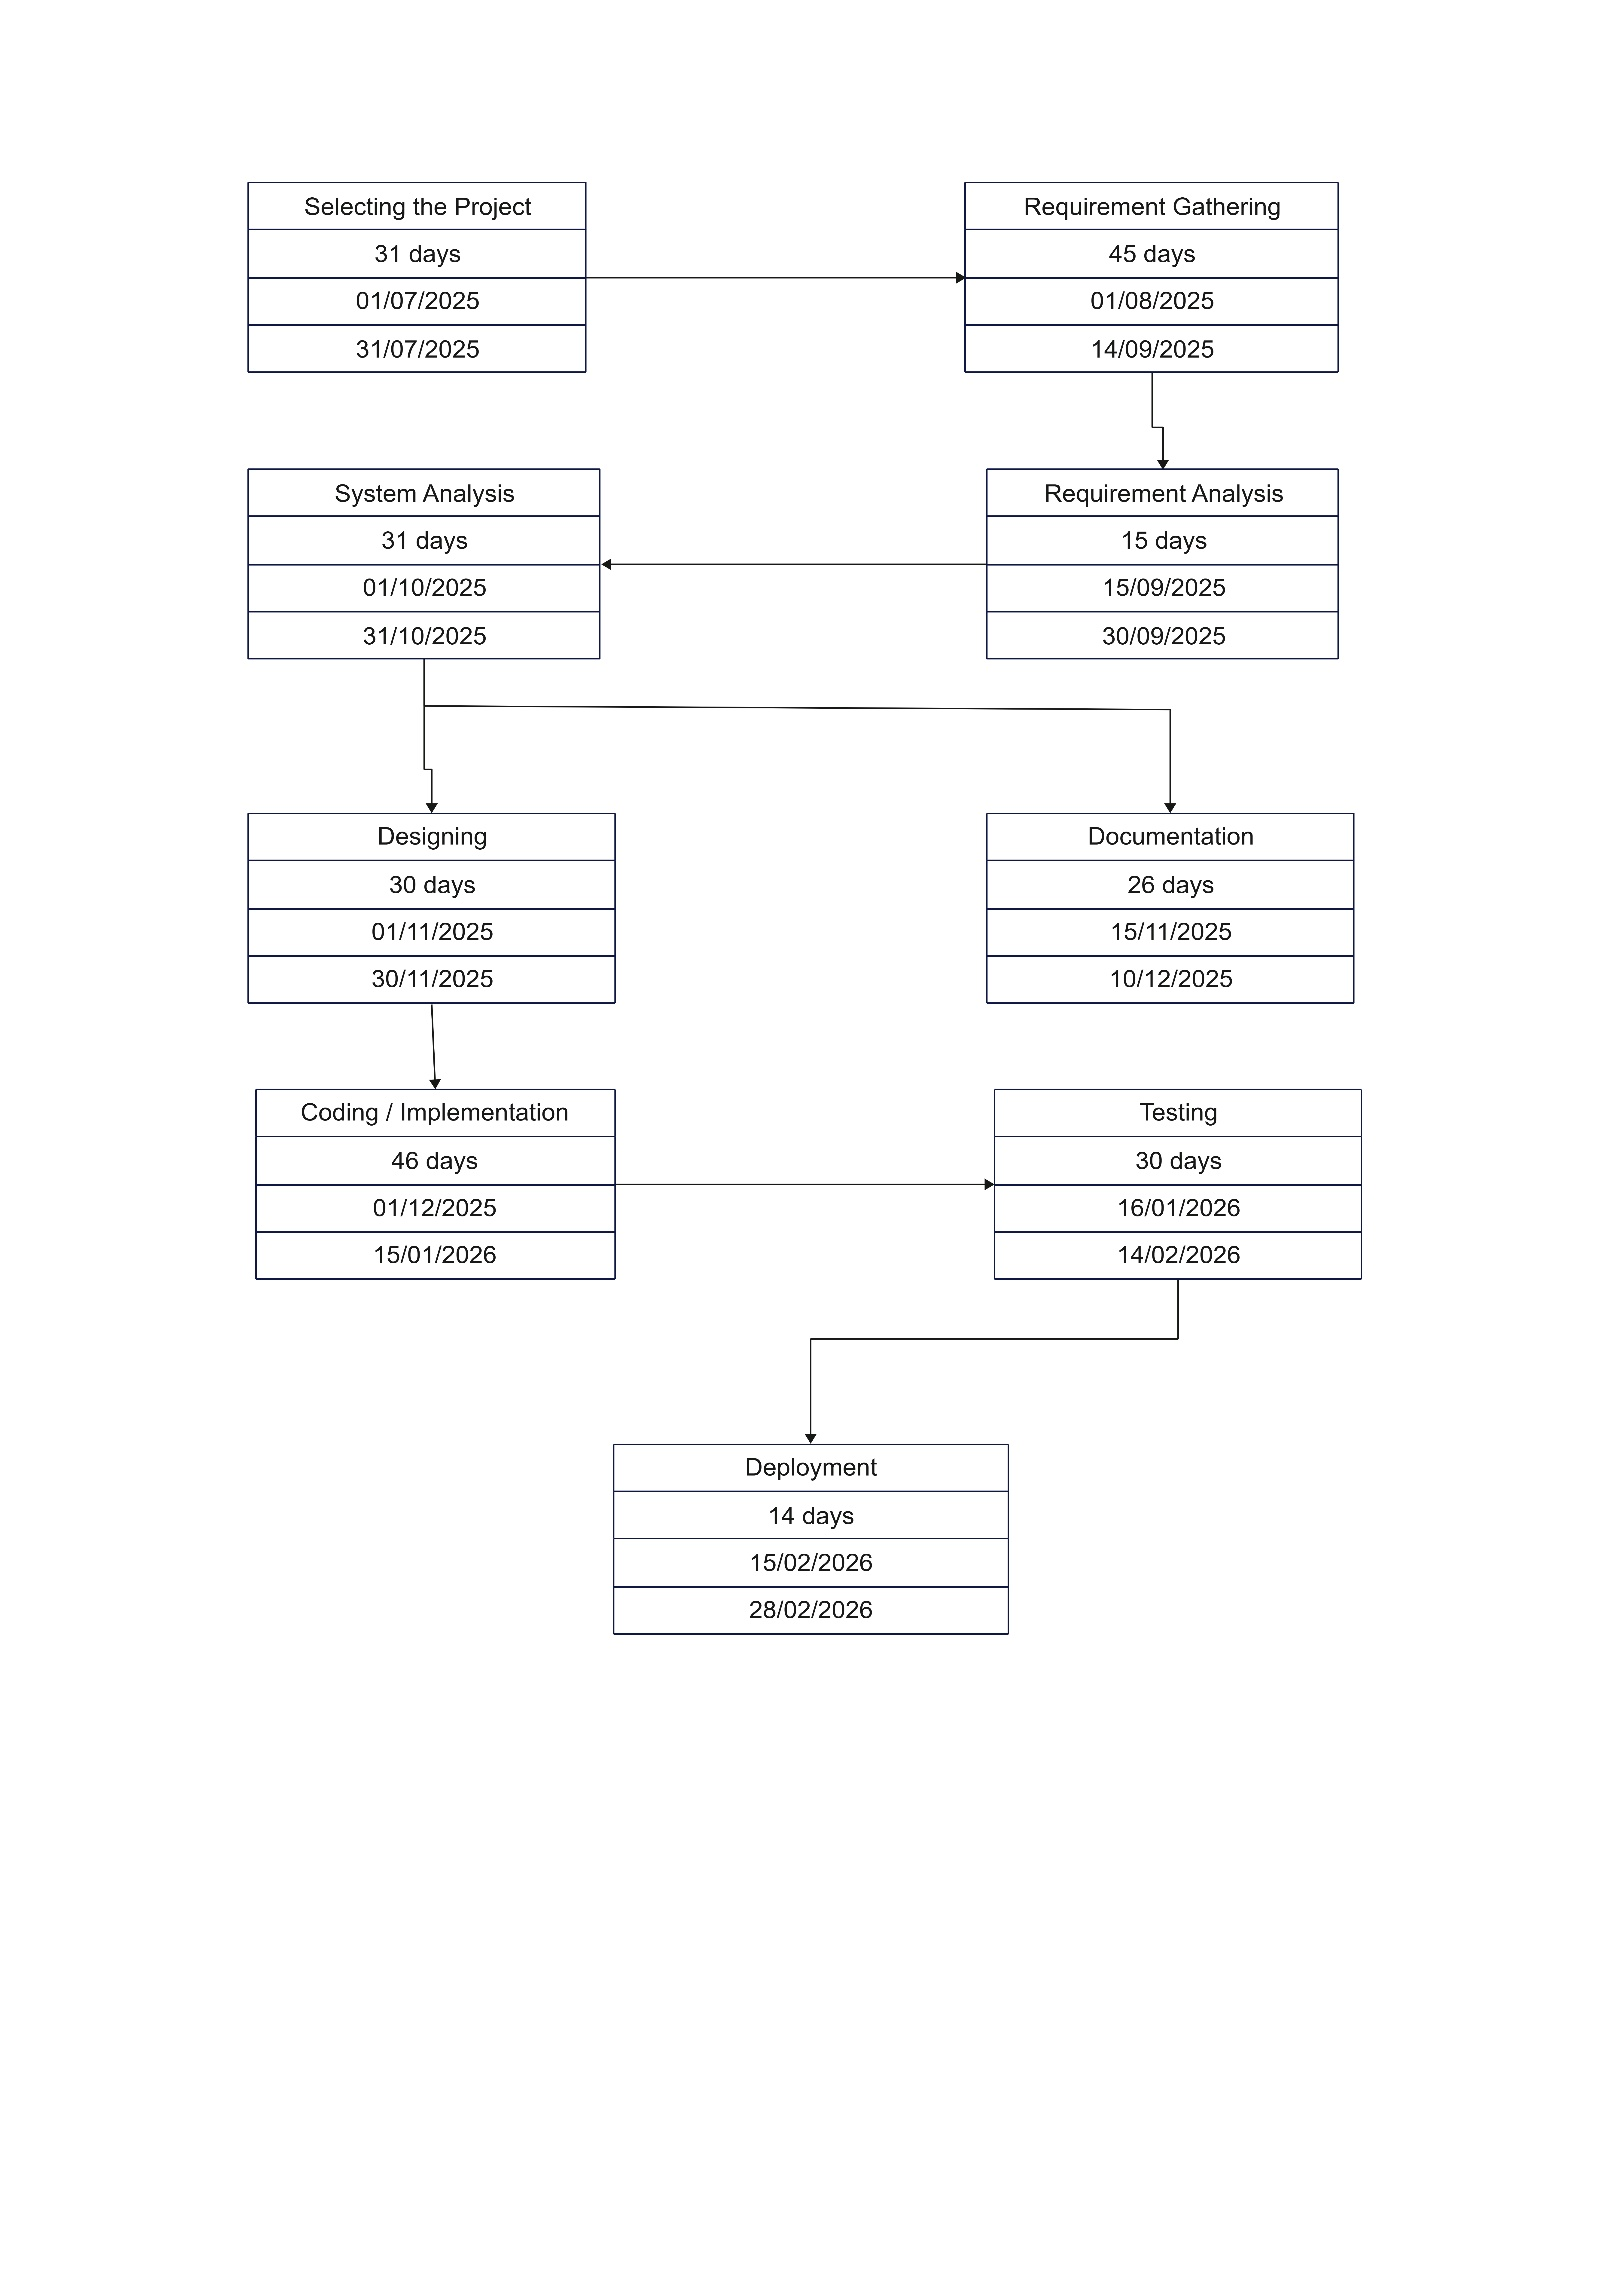 Selecting the Project
31 days
01/07/2025
31/07/2025
Requirement Gathering
45 days
01/08/2025
14/09/2025
System Analysis
31 days
01/10/2025
31/10/2025
Requirement Analysis
15 days
15/09/2025
30/09/2025
Designing
30 days
01/11/2025
30/11/2025
Documentation
26 days
15/11/2025
10/12/2025
Coding / Implementation
46 days
01/12/2025
15/01/2026
Testing
30 days
16/01/2026
14/02/2026
Deployment
14 days
15/02/2026
28/02/2026